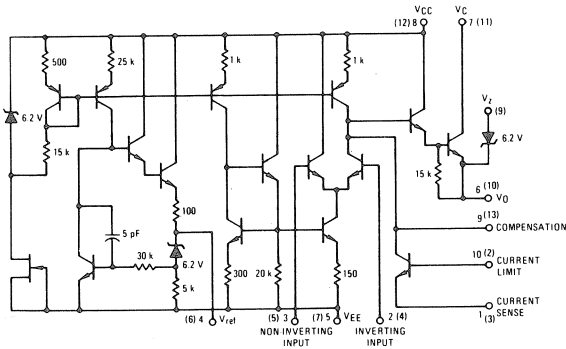 VCC
(12) 8
VC
7 (11)
500
25 k
1 k
1 k
6.2 V
15 k
Vz
(9)
6.2 V
15 k
6 (10)
VO
100
9 (13)
COMPENSATION
5 pF
30 k
6.2 V
5 k
300
20 k
150
10 (2)
CURRENT
LIMIT
1 (3)
CURRENT
SENSE
(6) 4
Vref
(5) 3
NON-INVERTING
INPUT
(7) 5
VEE
2 (4)
INVERTING
INPUT